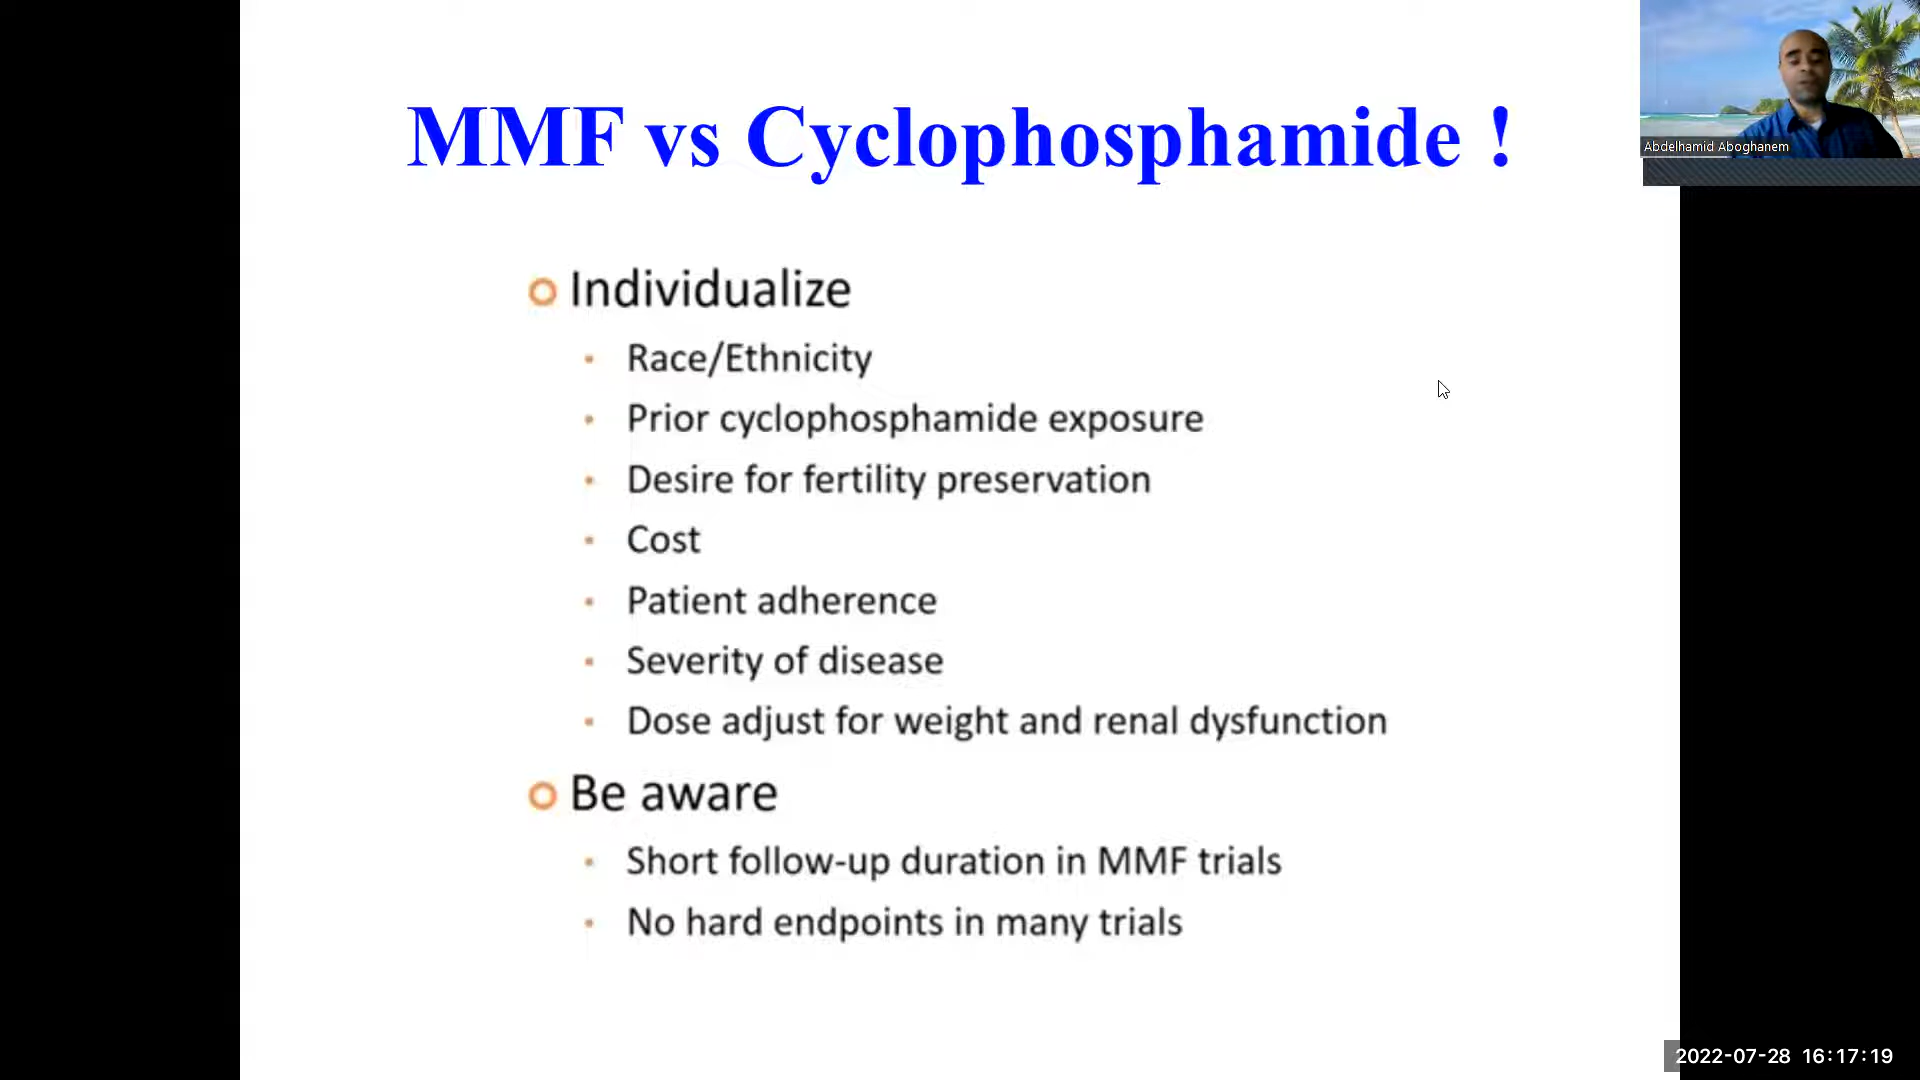 MMF vs Cyclophosphamide !
Abdelhamid Aboghanem
Individualize
Race/Ethnicity
Prior cyclophosphamide exposure
Desire for fertility preservation
Cost
Patient adherence
Severity of disease
Dose adjust for weight and renal dysfunction
Be aware
Short follow-up duration in MMF trials
No hard endpoints in many trials
2022-07-28 16:17:19